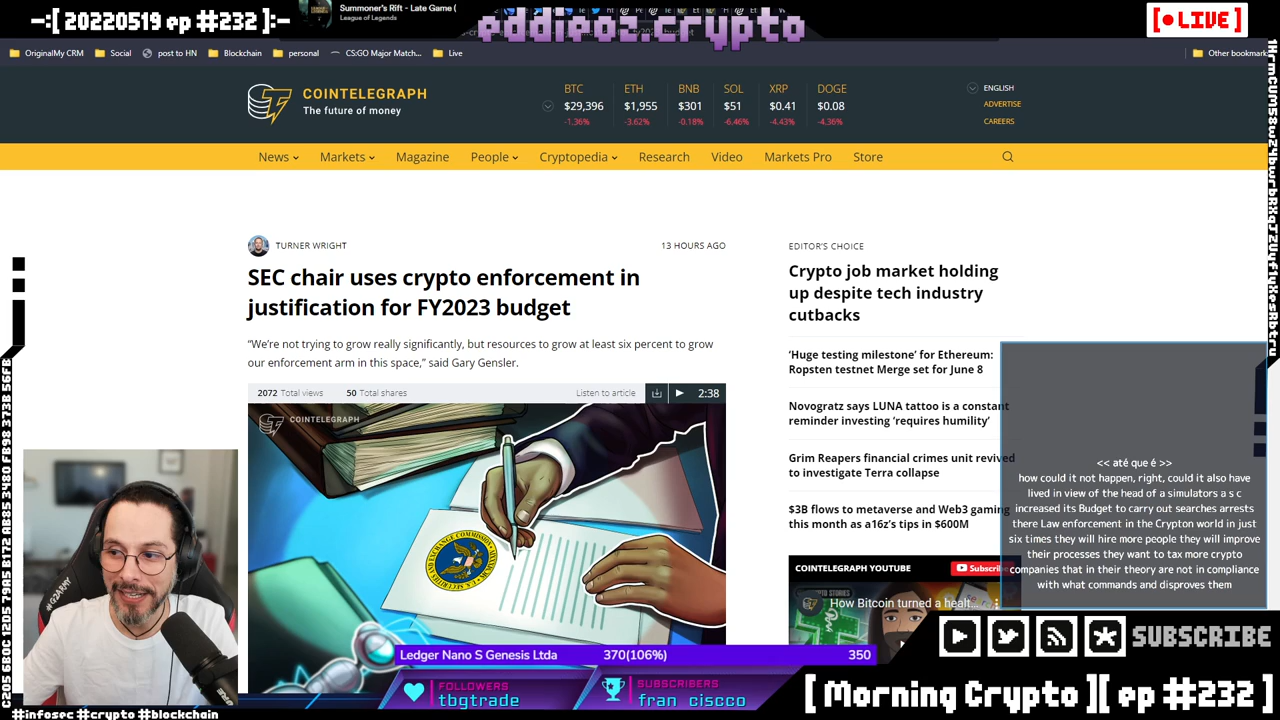 -:[ 20220519 ep #232 ]:-
Summoner's Rift - Late Game (
League of Legends
eddieoz.crypto
[● LIVE ]
OriginalMy CRM
Social
post to HN
Blockchain
personal
CS:GO Major Match...
Live
Other bookmark
COINTELEGRAPH
The future of money
BTC ETH BNB SOL XRP DOGE
$29,396 $1,955 $301 $51 $0.41 $0.08
-1.36% -3.62% -0.18% -6.46% -4.43% -4.36%
ENGLISH
ADVERTISE
CAREERS
News Markets Magazine People Cryptopedia Research Video Markets Pro Store
TURNER WRIGHT
13 HOURS AGO
SEC chair uses crypto enforcement in
justification for FY2023 budget
“We’re not trying to grow really significantly, but resources to grow at least six percent to grow
our enforcement arm in this space,” said Gary Gensler.
2072 Total views 50 Total shares
Listen to article
2:38
COINTELEGRAPH
EDITOR’S CHOICE
Crypto job market holding
up despite tech industry
cutbacks
‘Huge testing milestone’ for Ethereum:
Ropsten testnet Merge set for June 8
Novogratz says LUNA tattoo is a constant
reminder investing ‘requires humility’
Grim Reapers financial crimes unit revived
to investigate Terra collapse
$3B flows to metaverse and Web3 gaming
this month as a16z’s tips in $600M
COINTELEGRAPH YOUTUBE
Subscribe
How Bitcoin turned a healt...
<< até que é >>
how could it not happen, right, could it also have
lived in view of the head of a simulators a s c
increased its Budget to carry out searches arrests
there Law enforcement in the Crypton world in just
six times they will hire more people they will improve
their processes they want to tax more crypto
companies that in their theory are not in compliance
with what commands and disproves them
Ledger Nano S Genesis Ltda 370(106%) 350
FOLLOWERS
tbgtrade
SUBSCRIBERS
fran_ciscco
SUBSCRIBE
[ Morning Crypto ][ ep #232 ]
#infosec #crypto #blockchain